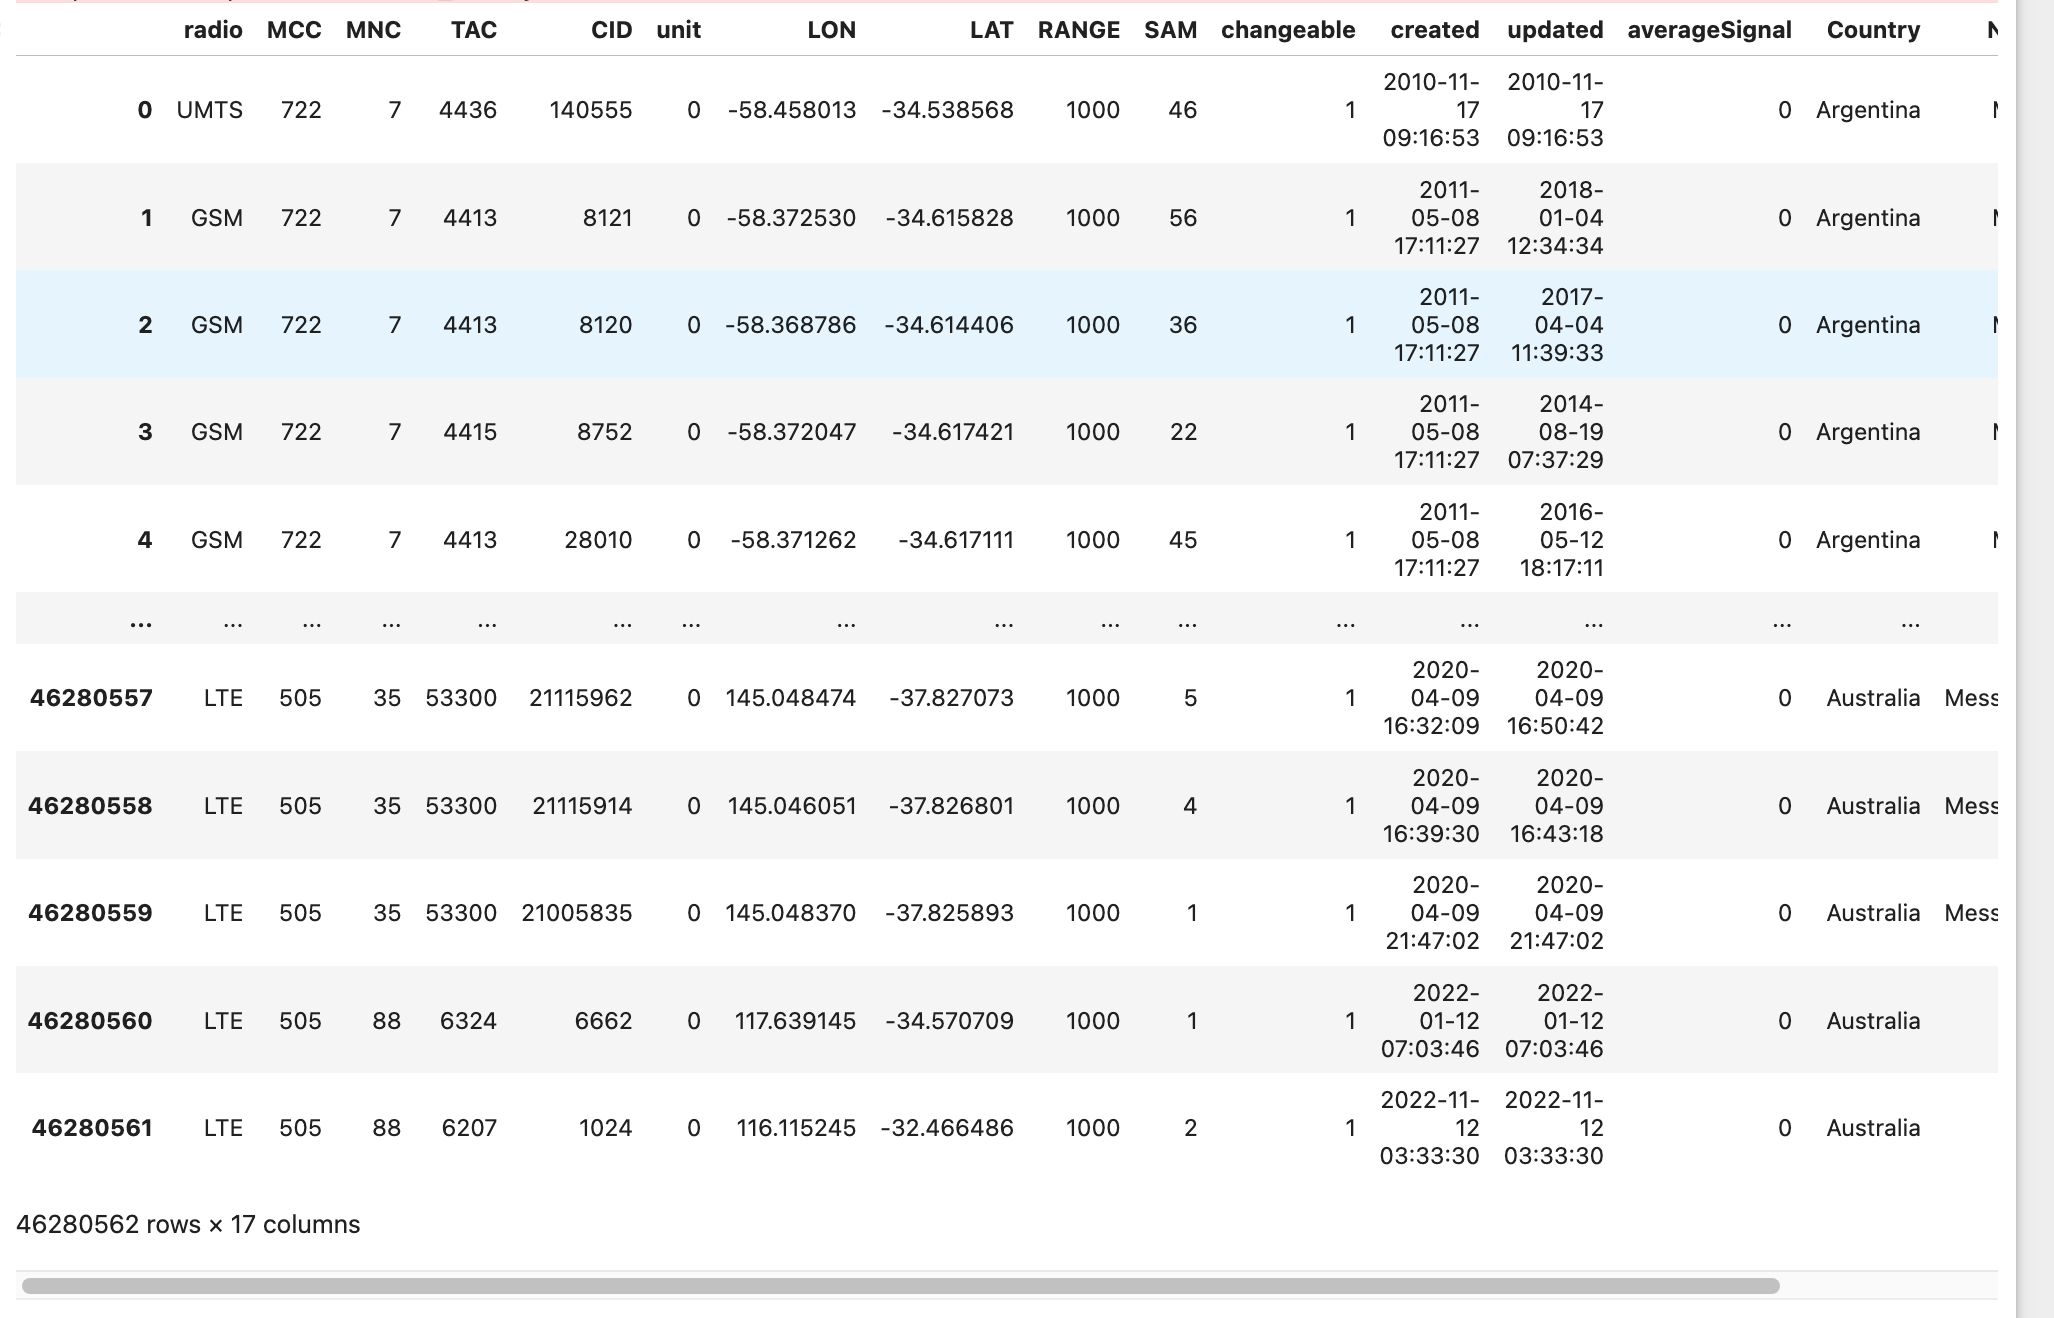 radio MCC MNC TAC CID unit LON LAT RANGE SAM changeable created updated averageSignal Country
0 UMTS 722 7 4436 140555 0 -58.458013 -34.538568 1000 46 1 2010-11-17 09:16:53 2010-11-17 09:16:53 0 Argentina
1 GSM 722 7 4413 8121 0 -58.372530 -34.615828 1000 56 1 2011-05-08 17:11:27 2018-01-04 12:34:34 0 Argentina
2 GSM 722 7 4413 8120 0 -58.368786 -34.614406 1000 36 1 2011-05-08 17:11:27 2017-04-04 11:39:33 0 Argentina
3 GSM 722 7 4415 8752 0 -58.372047 -34.617421 1000 22 1 2011-05-08 17:11:27 2014-08-19 07:37:29 0 Argentina
4 GSM 722 7 4413 28010 0 -58.371262 -34.617111 1000 45 1 2011-05-08 17:11:27 2016-05-12 18:17:11 0 Argentina
... ... ... ... ... ... ... ... ... ... ... ... ... ... ... ...
46280557 LTE 505 35 53300 21115962 0 145.048474 -37.827073 1000 5 1 2020-04-09 16:32:09 2020-04-09 16:50:42 0 Australia Mess
46280558 LTE 505 35 53300 21115914 0 145.046051 -37.826801 1000 4 1 2020-04-09 16:39:30 2020-04-09 16:43:18 0 Australia Mess
46280559 LTE 505 35 53300 21005835 0 145.048370 -37.825893 1000 1 1 2020-04-09 21:47:02 2020-04-09 21:47:02 0 Australia Mess
46280560 LTE 505 88 6324 6662 0 117.639145 -34.570709 1000 1 1 2022-01-12 07:03:46 2022-01-12 07:03:46 0 Australia
46280561 LTE 505 88 6207 1024 0 116.115245 -32.466486 1000 2 1 2022-11-12 03:33:30 2022-11-12 03:33:30 0 Australia
46280562 rows × 17 columns